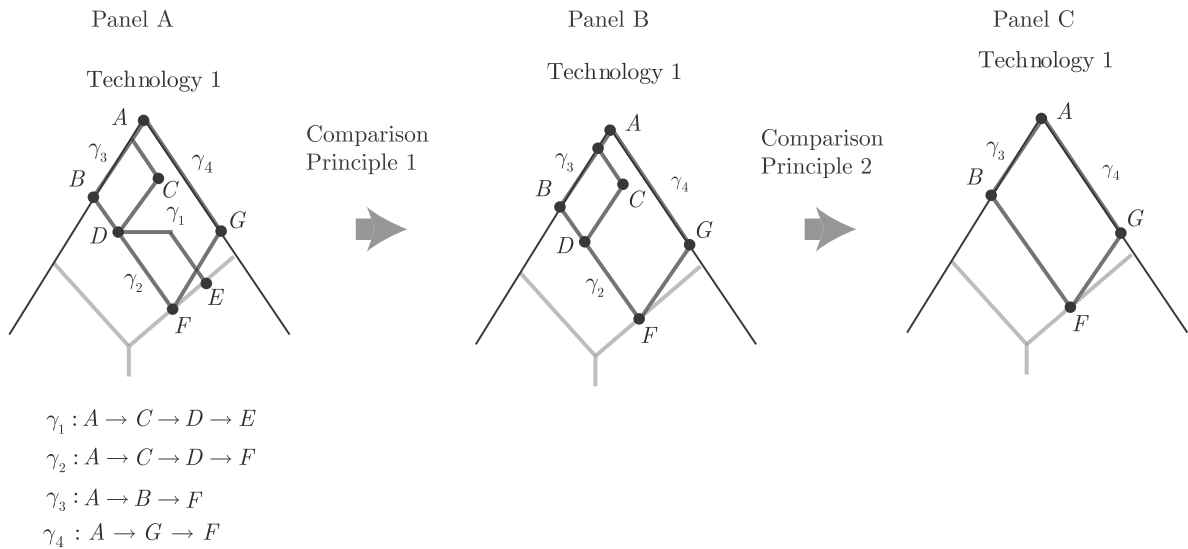 Panel A
Technology 1
A
γ3
γ4
B
C
γ1
D
G
γ2
E
F
γ1 : A → C → D → E
γ2 : A → C → D → F
γ3 : A → B → F
γ4 : A → G → F
Comparison
Principle 1
Panel B
Technology 1
A
γ3
γ4
B
C
D
G
γ2
F
Comparison
Principle 2
Panel C
Technology 1
A
γ3
γ4
B
G
F